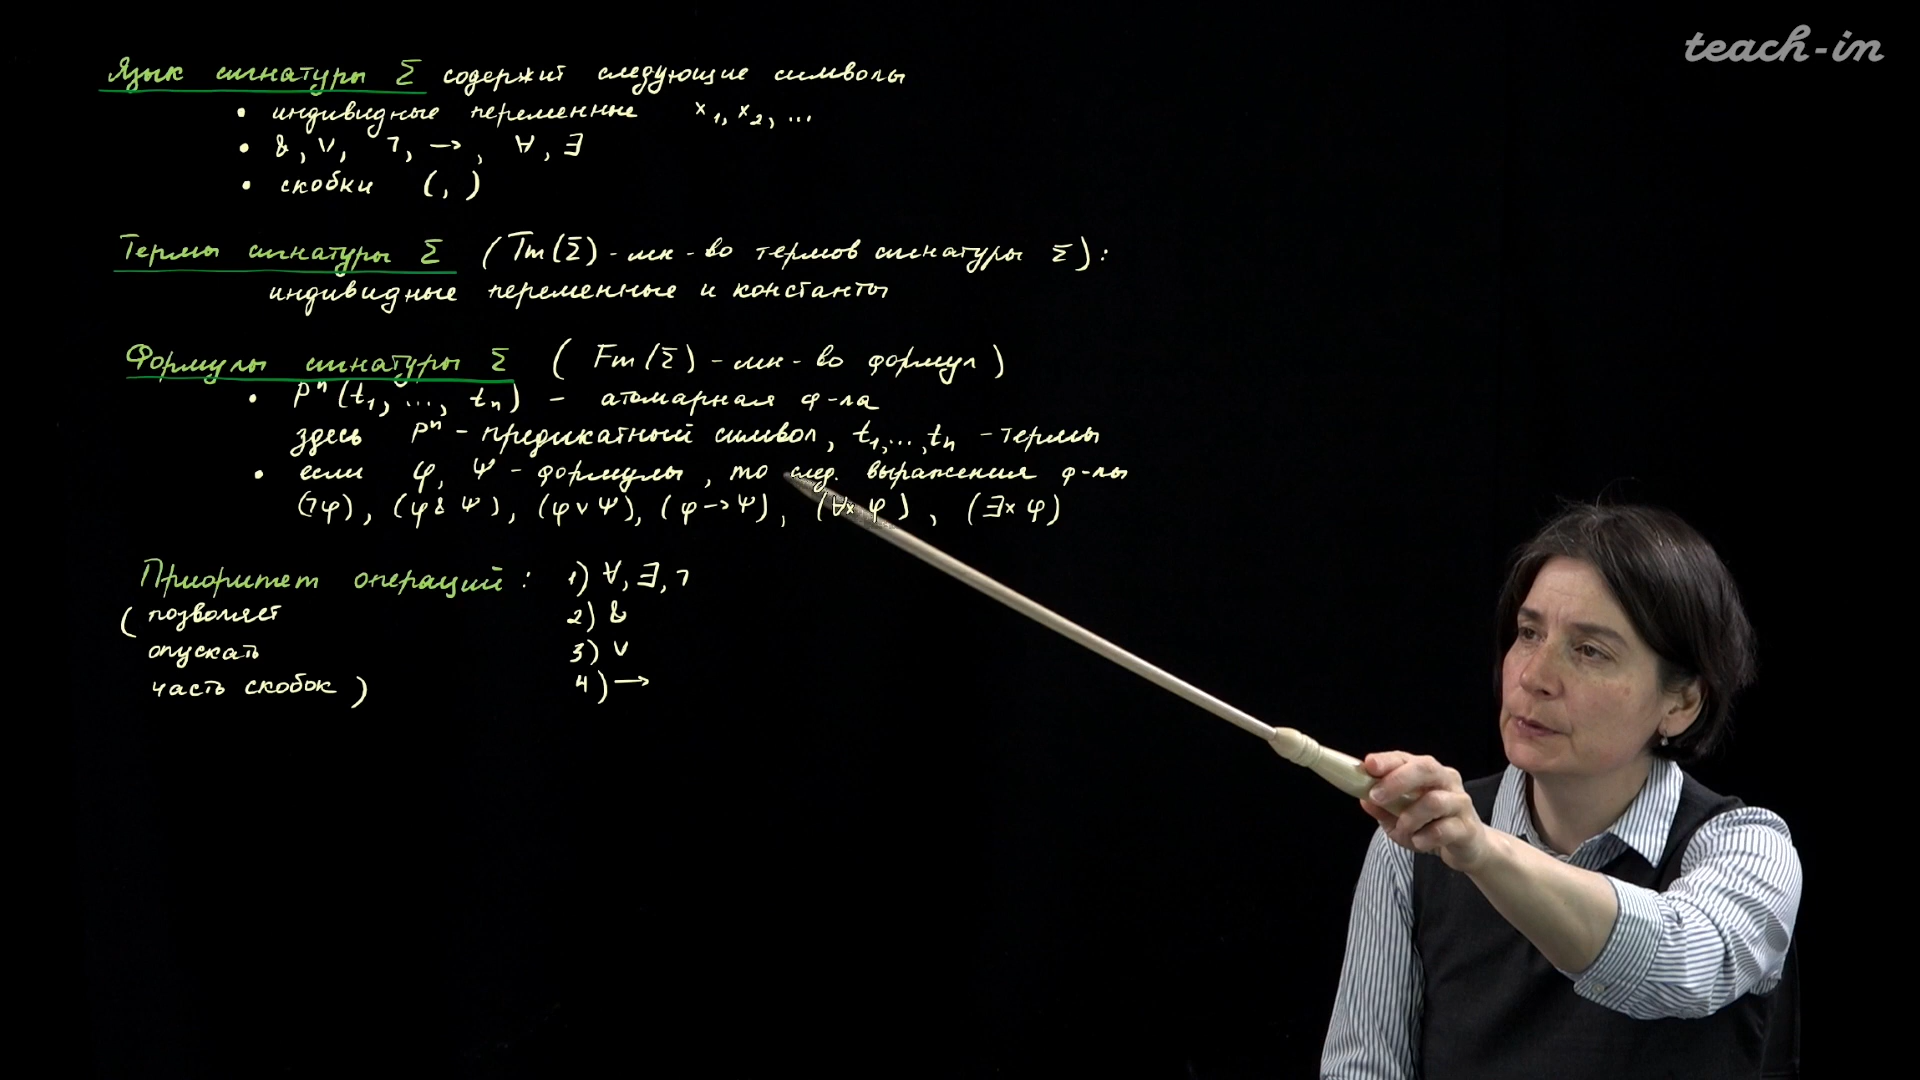 teach-in
Язык сигнатуры Σ содержит следующие символы
• индивидные переменные x₁, x₂, ...
• &, ∨, ¬, →, ∀, ∃
• скобки (, )
Термы сигнатуры Σ (Tm(Σ) - мн-во термов сигнатуры Σ):
индивидные переменные и константы
Формулы сигнатуры Σ (Fm(Σ) - мн-во формул)
• Pⁿ(t₁, ..., tₙ) - атомарная ф-ла
здесь Pⁿ - предикатный символ, t₁,...,tₙ - термы
• если φ, ψ - формулы, то след. выражения ф-лы
(¬φ), (φ & ψ), (φ ∨ ψ), (φ → ψ), (∀x φ), (∃x φ)
Приоритет операций: 1) ∀, ∃, ¬
(позволяет 2) &
опускать 3) ∨
часть скобок) 4) →